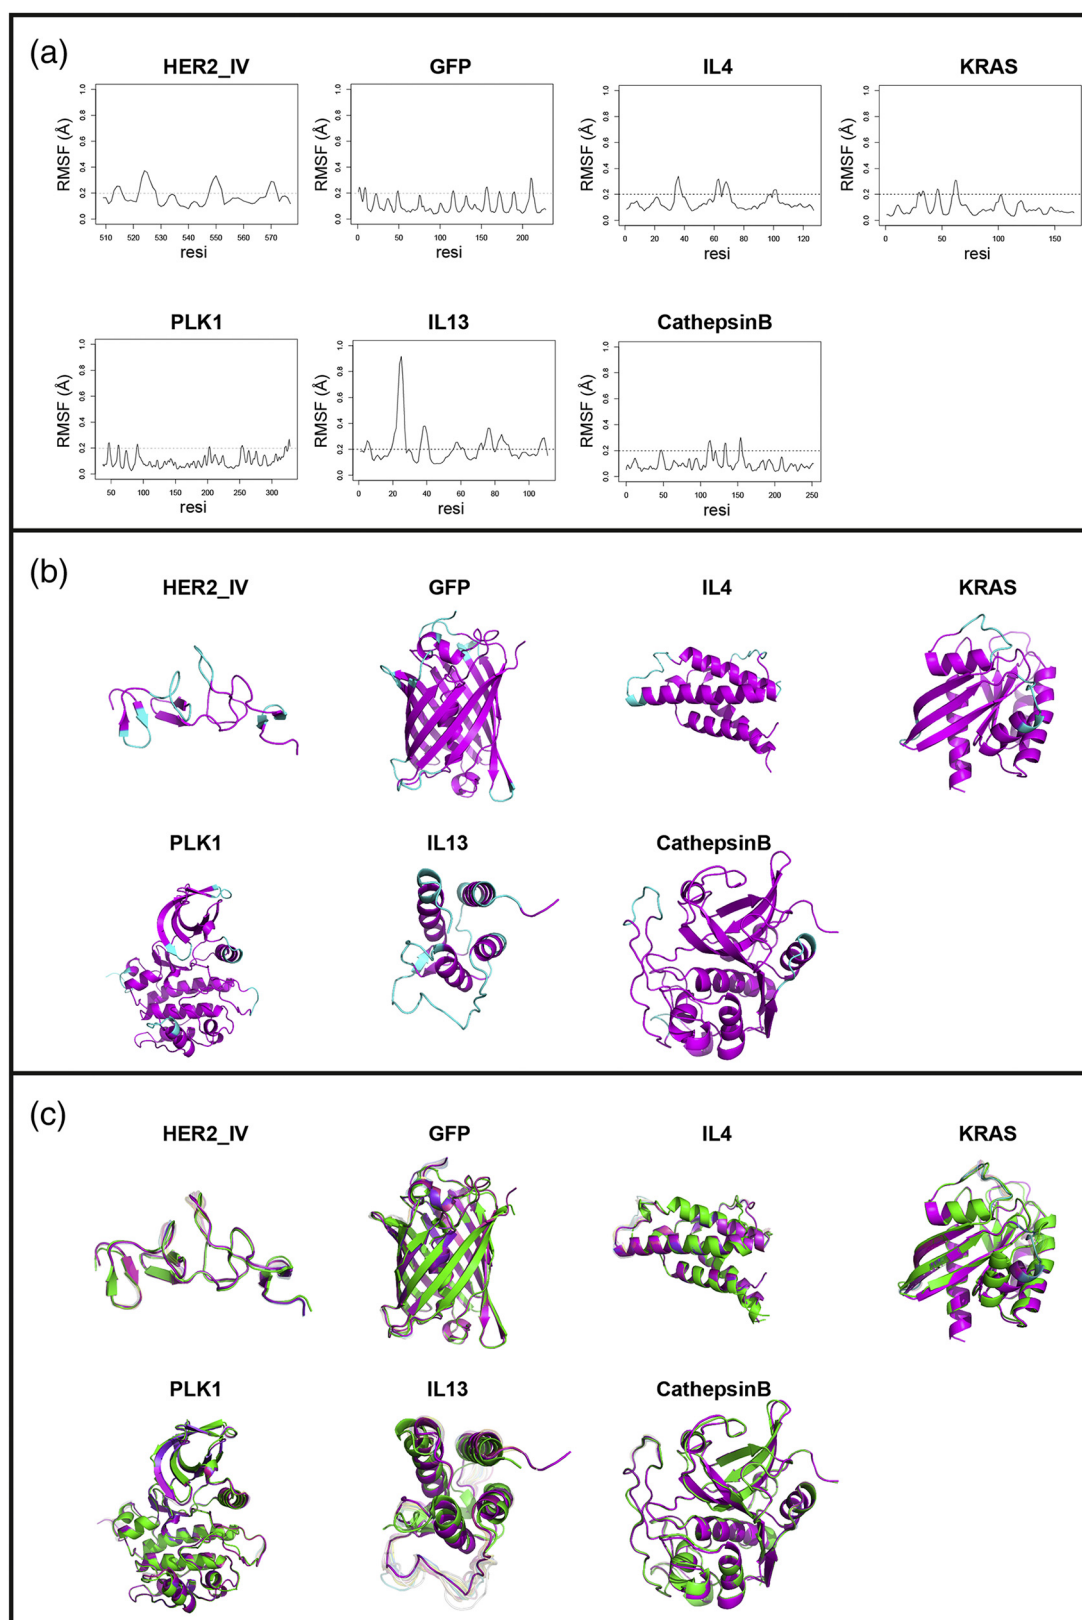 (a)
HER2_IV GFP IL4 KRAS
RMSF (Å) 1.0 0.8 0.6 0.4 0.2 0.0
510 520 530 540 550 560 570
resi
RMSF (Å) 1.0 0.8 0.6 0.4 0.2 0.0
0 50 100 150 200
resi
RMSF (Å) 1.0 0.8 0.6 0.4 0.2 0.0
0 20 40 60 80 100 120
resi
RMSF (Å) 1.0 0.8 0.6 0.4 0.2 0.0
0 50 100 150
resi
PLK1 IL13 CathepsinB
RMSF (Å) 1.0 0.8 0.6 0.4 0.2 0.0
50 100 150 200 250 300
resi
RMSF (Å) 1.0 0.8 0.6 0.4 0.2 0.0
0 20 40 60 80 100
resi
RMSF (Å) 1.0 0.8 0.6 0.4 0.2 0.0
0 50 100 150 200 250
resi
(b)
HER2_IV GFP IL4 KRAS
PLK1 IL13 CathepsinB
(c)
HER2_IV GFP IL4 KRAS
PLK1 IL13 CathepsinB